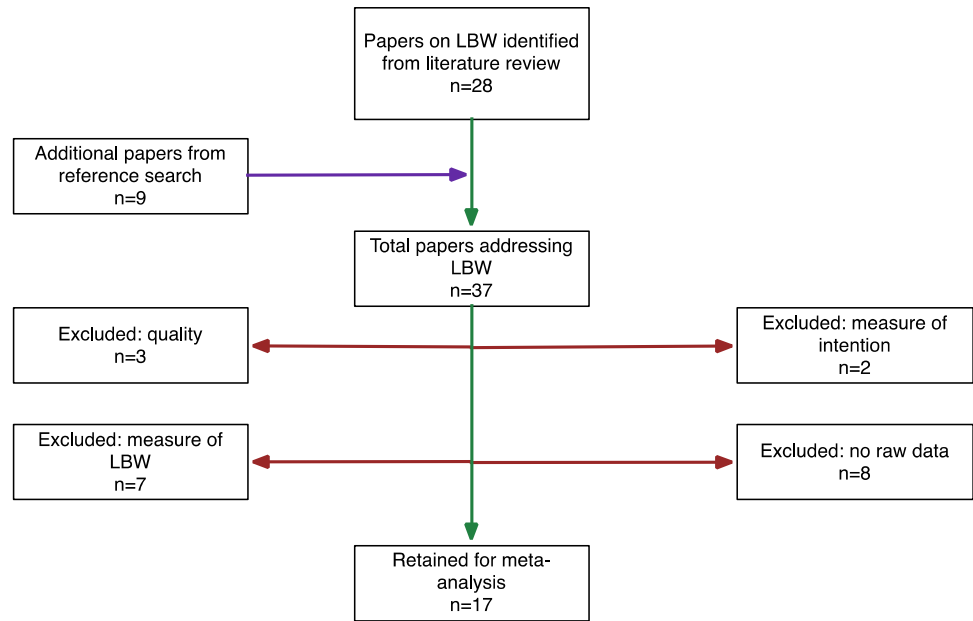 Papers on LBW identified
from literature review
n=28
Additional papers from
reference search
n=9
Total papers addressing
LBW
n=37
Excluded: quality
n=3
Excluded: measure of
intention
n=2
Excluded: measure of
LBW
n=7
Excluded: no raw data
n=8
Retained for meta-
analysis
n=17